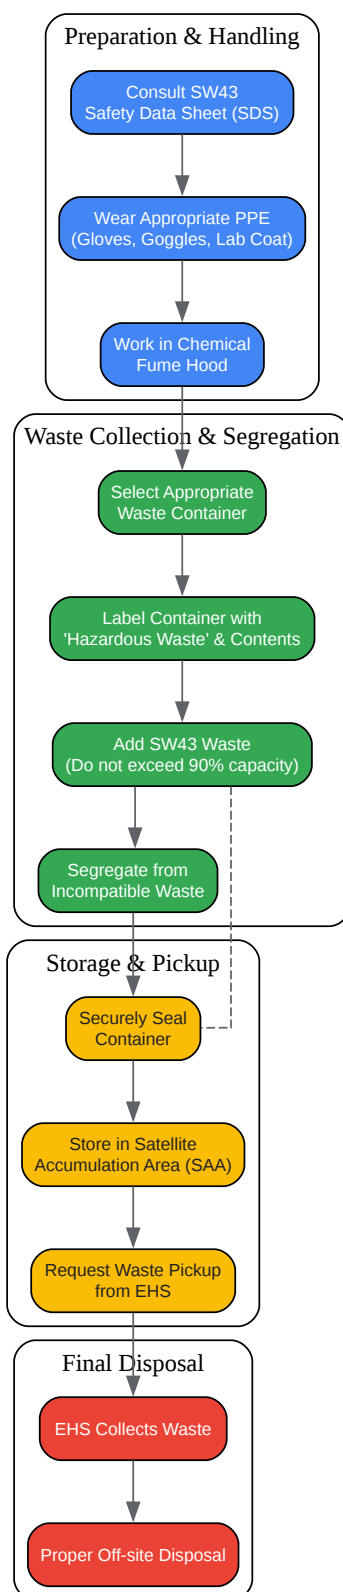 Preparation & Handling
Consult SW43
Safety Data Sheet (SDS)
Wear Appropriate PPE
(Gloves, Goggles, Lab Coat)
Work in Chemical
Fume Hood
Waste Collection & Segregation
Select Appropriate
Waste Container
Label Container with
'Hazardous Waste' & Contents
Add SW43 Waste
(Do not exceed 90% capacity)
Segregate from
Incompatible Waste
Storage & Pickup
Securely Seal
Container
Store in Satellite
Accumulation Area (SAA)
Request Waste Pickup
from EHS
Final Disposal
EHS Collects Waste
Proper Off-site Disposal